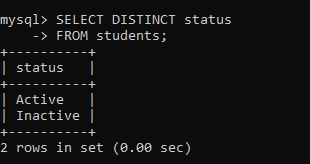 mysql> SELECT DISTINCT status
    -> FROM students;
+----------+
| status   |
+----------+
| Active   |
| Inactive |
+----------+
2 rows in set (0.00 sec)